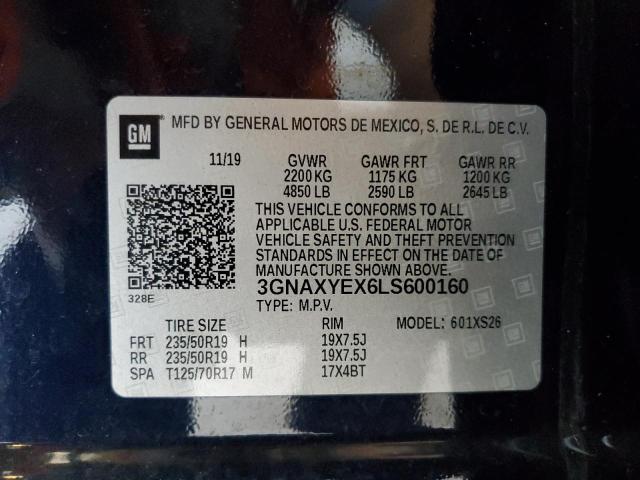 GM ® MFD BY GENERAL MOTORS DE MEXICO, S. DE R.L. DE C.V.
11/19 GVWR GAWR FRT GAWR RR
2200 KG 1175 KG 1200 KG
4850 LB 2590 LB 2645 LB
THIS VEHICLE CONFORMS TO ALL
APPLICABLE U.S. FEDERAL MOTOR
VEHICLE SAFETY AND THEFT PREVENTION
STANDARDS IN EFFECT ON THE DATE OF
MANUFACTURE SHOWN ABOVE.
328E
3GNAXYEX6LS600160
TYPE: M.P.V.
TIRE SIZE RIM MODEL: 601XS26
FRT 235/50R19 H 19X7.5J
RR 235/50R19 H 19X7.5J
SPA T125/70R17 M 17X4BT